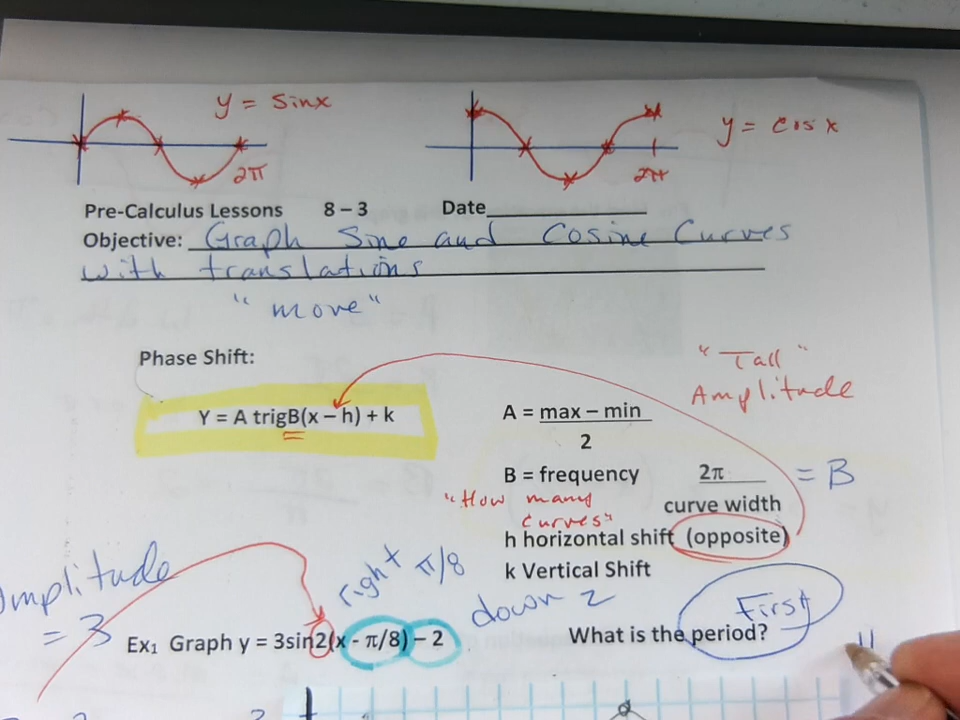 y = sinx
y = cosx
2π
2π
Pre-Calculus Lessons 8 – 3 Date
Objective: Graph Sine and Cosine Curves
with translations
"move"
Phase Shift:
"Tall"
Amplitude
Y = A trigB(x – h) + k
A = max – min
2
B = frequency 2π = B
"How many curve width
curves"
h horizontal shift (opposite)
k Vertical Shift
Amplitude
= 3
right π/8
down 2
First
Ex1 Graph y = 3sin2(x - π/8) – 2 What is the period?